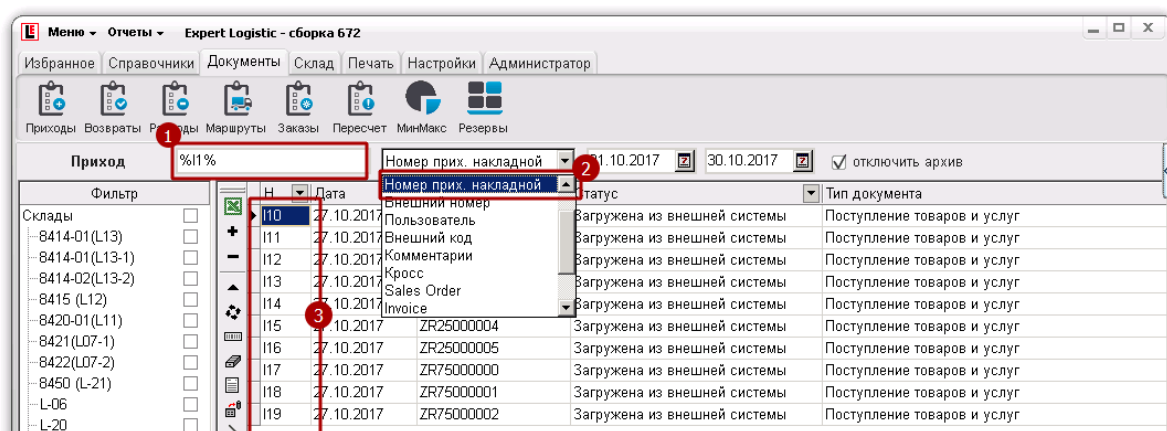 LE Меню Отчеты Expert Logistic - сборка 672
Избранное Справочники Документы Склад Печать Настройки Администратор
Приходы Возвраты Маршруты Заказы Пересчет МинМакс Резервы
1
Приход %I1% Номер прих. накладной 01.10.2017 30.10.2017 отключить архив
2
Фильтр Н Дата Номер прих. накладной Статус Тип документа
Внешний номер
Склады I10 27.10.2017 Пользователь Загружена из внешней системы Поступление товаров и услуг
8414-01(L13) I11 27.10.2017 Внешний код Загружена из внешней системы Поступление товаров и услуг
8414-01(L13-1) I12 27.10.2017 Комментарии Загружена из внешней системы Поступление товаров и услуг
8414-02(L13-2) I13 27.10.2017 Кросс Загружена из внешней системы Поступление товаров и услуг
Sales Order
8415 (L12) I14 27.10.2017 Invoice Загружена из внешней системы Поступление товаров и услуг
3
8420-01(L11) I15 27.10.2017 ZR25000004 Загружена из внешней системы Поступление товаров и услуг
8421(L07-1) I16 27.10.2017 ZR25000005 Загружена из внешней системы Поступление товаров и услуг
8422(L07-2) I17 27.10.2017 ZR75000000 Загружена из внешней системы Поступление товаров и услуг
8450 (L-21) I18 27.10.2017 ZR75000001 Загружена из внешней системы Поступление товаров и услуг
L-06 I19 27.10.2017 ZR75000002 Загружена из внешней системы Поступление товаров и услуг
L-20